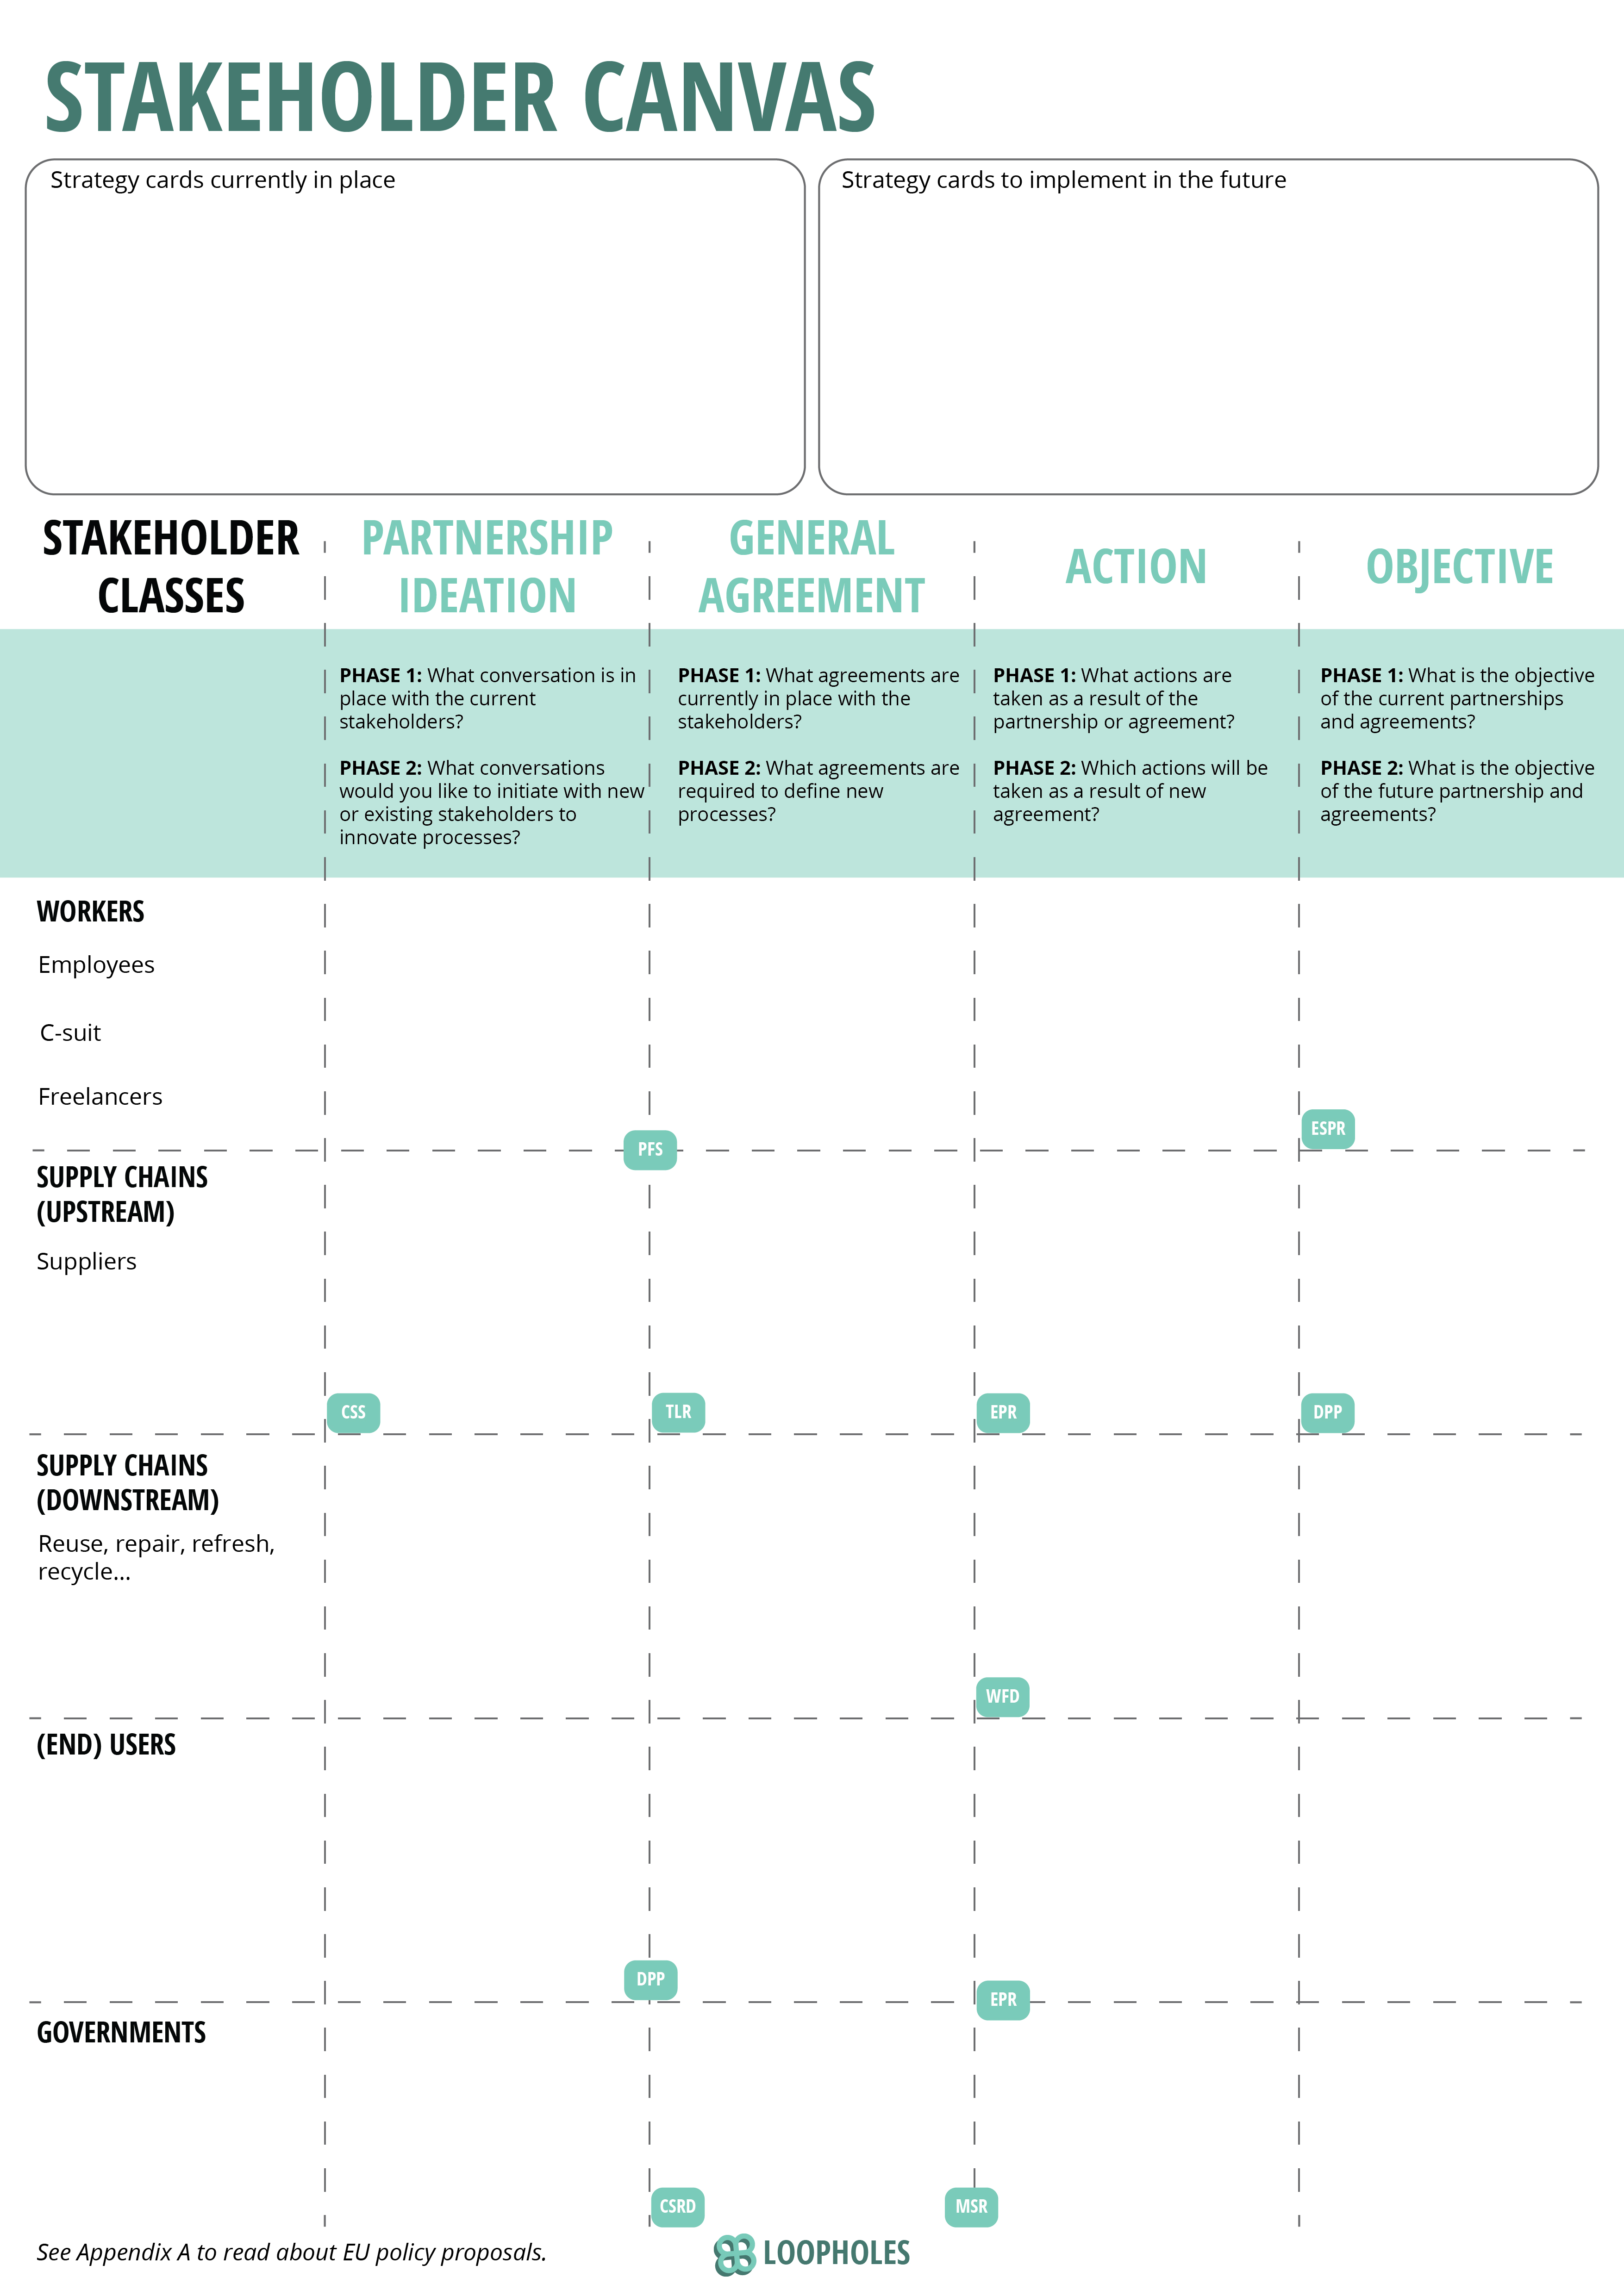 STAKEHOLDER CANVAS
Strategy cards currently in place
Strategy cards to implement in the future
STAKEHOLDER
CLASSES
PARTNERSHIP
IDEATION
GENERAL
AGREEMENT
ACTION
OBJECTIVE
PHASE 1: What conversation is in
place with the current
stakeholders?
PHASE 2: What conversations
would you like to initiate with new
or existing stakeholders to
innovate processes?
PHASE 1: What agreements are
currently in place with the
stakeholders?
PHASE 2: What agreements are
required to define new
processes?
PHASE 1: What actions are
taken as a result of the
partnership or agreement?
PHASE 2: Which actions will be
taken as a result of new
agreement?
PHASE 1: What is the objective
of the current partnerships
and agreements?
PHASE 2: What is the objective
of the future partnership and
agreements?
WORKERS
Employees
C-suit
Freelancers
PFS
ESPR
SUPPLY CHAINS
(UPSTREAM)
Suppliers
CSS
TLR
EPR
DPP
SUPPLY CHAINS
(DOWNSTREAM)
Reuse, repair, refresh,
recycle...
WFD
(END) USERS
DPP
EPR
GOVERNMENTS
CSRD
MSR
See Appendix A to read about EU policy proposals.
LOOPHOLES